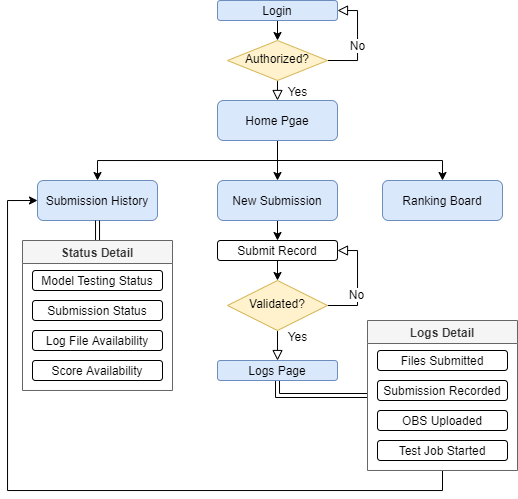 Login
No
Authorized?
Yes
Home Pgae
Submission History
New Submission
Ranking Board
Submit Record
Status Detail
Model Testing Status
Submission Status
Log File Availability
Score Availability
No
Validated?
Yes
Logs Page
Logs Detail
Files Submitted
Submission Recorded
OBS Uploaded
Test Job Started